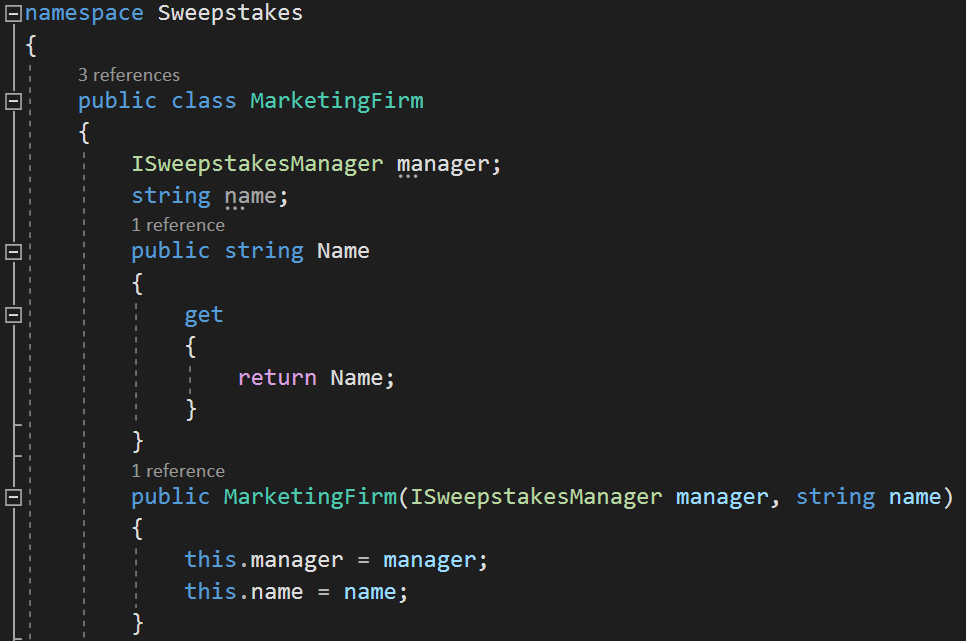 namespace Sweepstakes
{
3 references
public class MarketingFirm
{
ISweepstakesManager manager;
string name;
1 reference
public string Name
{
get
{
return Name;
}
}
1 reference
public MarketingFirm(ISweepstakesManager manager, string name)
{
this.manager = manager;
this.name = name;
}